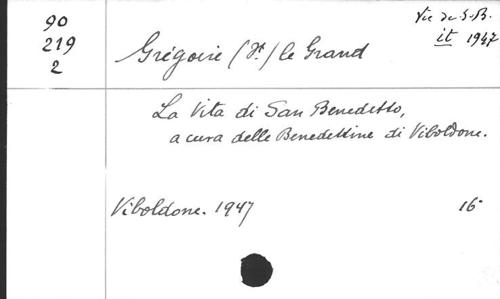 90
219
2
Vie de S.B.
it 1947
Grégoire (St) le Grand
La Vita di San Benedetto,
a cura delle Benedettine di Viboldone.
Viboldone. 1947 16°